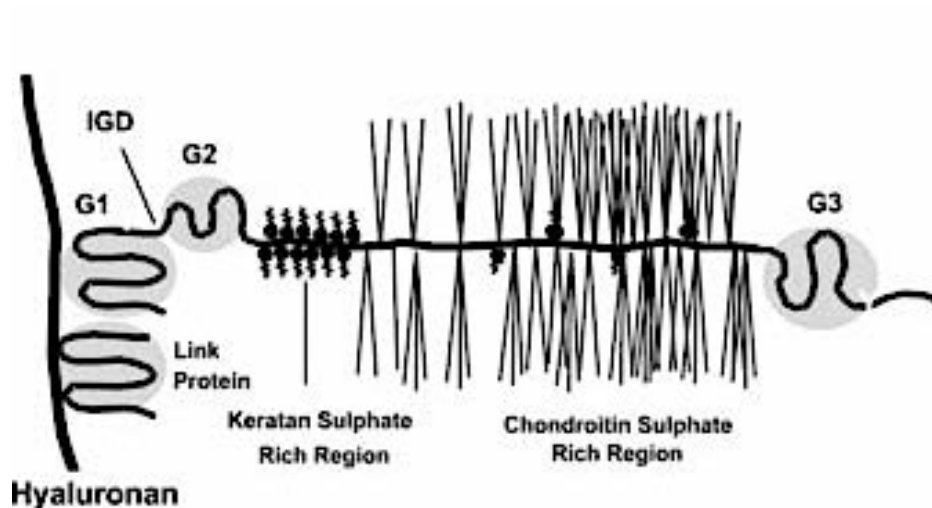 IGD
G2
G1
G3
Link
Protein
Keratan Sulphate
Rich Region
Chondroitin Sulphate
Rich Region
Hyaluronan